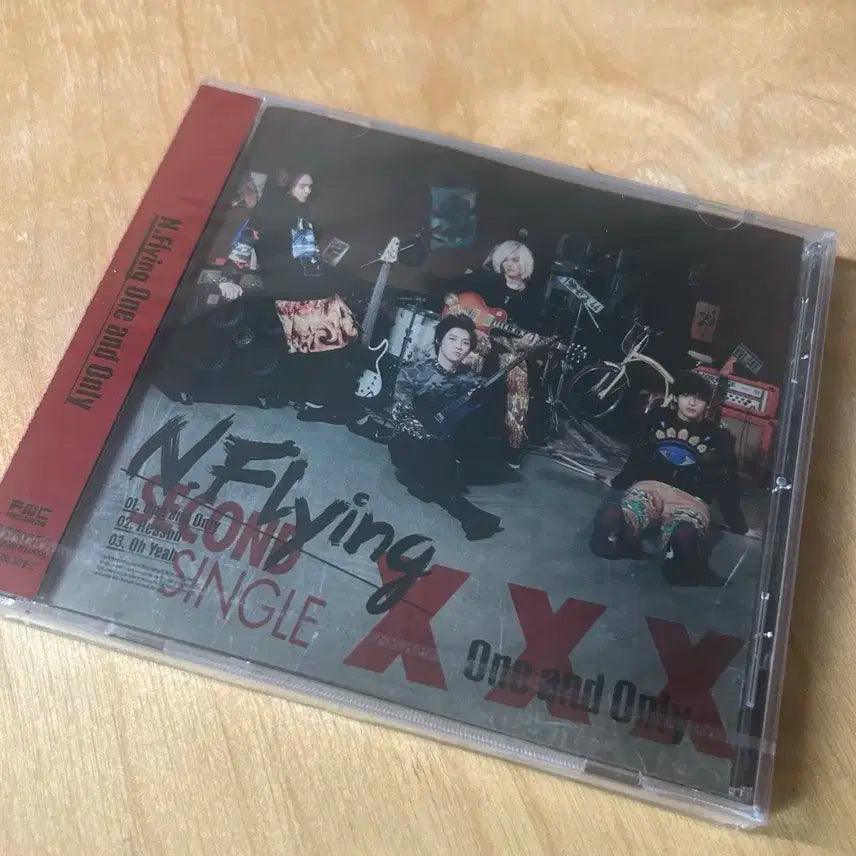 N.Flying One and Only
FNC
N.Flying
SECOND
SINGLE
01. One and Only
02. Reason
03. Oh Yeah
XXX
One and Only